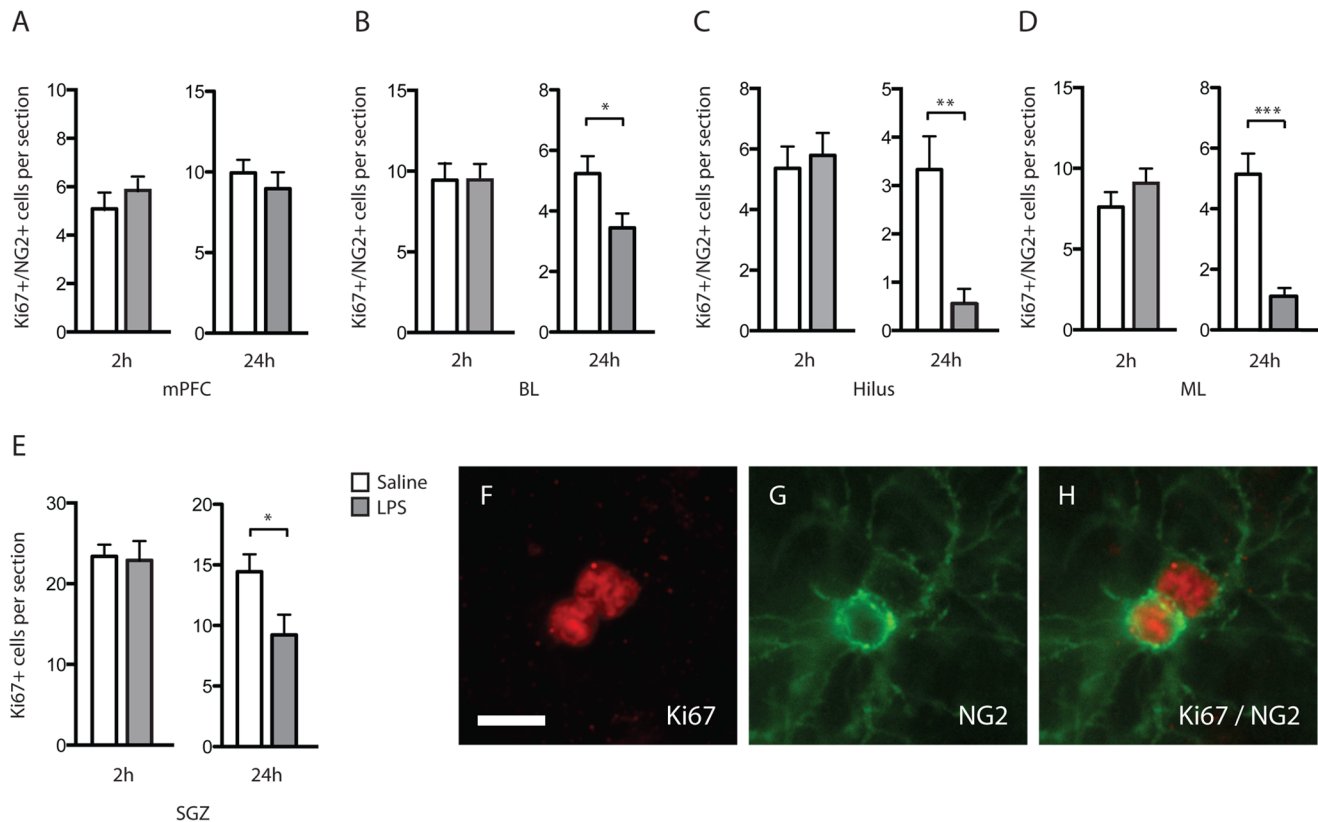 A
Ki67+/NG2+ cells per section
10
8
6
4
2
0
2h
15
10
5
0
24h
mPFC
B
Ki67+/NG2+ cells per section
15
10
5
0
2h
8
6
4
2
0
*
24h
BL
C
Ki67+/NG2+ cells per section
8
6
4
2
0
2h
5
4
3
3
2
1
1
0
**
24h
Hilus
D
Ki67+/NG2+ cells per section
15
10
5
0
2h
8
6
4
2
0
***
24h
ML
E
Ki67+ cells per section
30
20
10
0
2h
20
15
10
5
0
*
24h
SGZ
Saline
LPS
F
Ki67
G
NG2
H
Ki67 / NG2